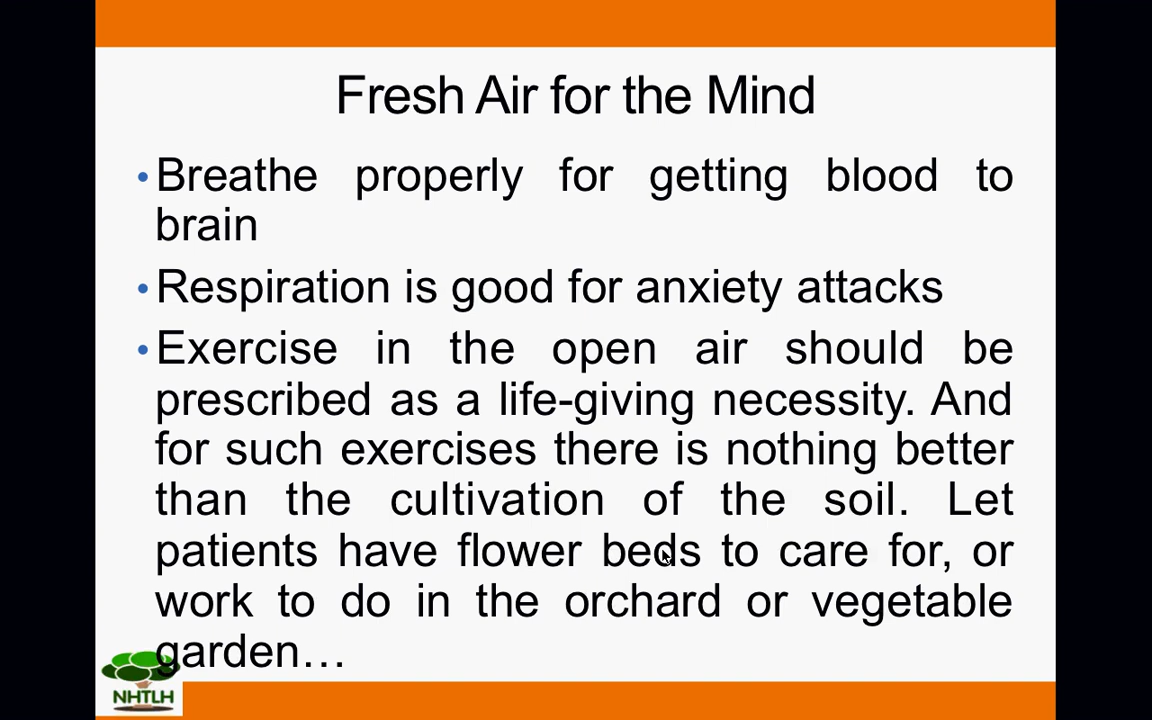 Fresh Air for the Mind
•Breathe properly for getting blood to
brain
•Respiration is good for anxiety attacks
•Exercise in the open air should be
prescribed as a life-giving necessity. And
for such exercises there is nothing better
than the cultivation of the soil. Let
patients have flower beds to care for, or
work to do in the orchard or vegetable
garden…
NHTLH